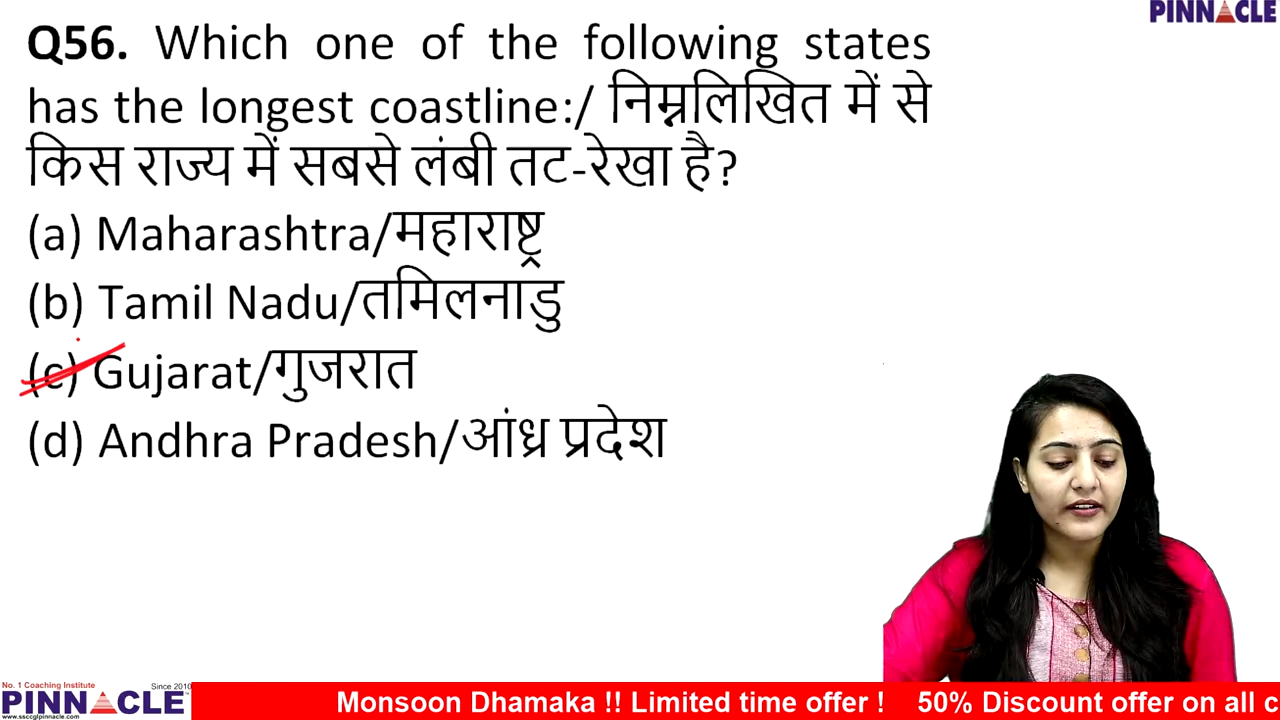 PINNACLE
Q56. Which one of the following states
has the longest coastline:/ निम्नलिखित में से
किस राज्य में सबसे लंबी तट-रेखा है?
(a) Maharashtra/महाराष्ट्र
(b) Tamil Nadu/तमिलनाडु
(c) Gujarat/गुजरात
(d) Andhra Pradesh/आंध्र प्रदेश
No. 1 Coaching Institute Since 2010
PINNACLE
www.ssccglpinnacle.com
Monsoon Dhamaka !! Limited time offer ! 50% Discount offer on all c